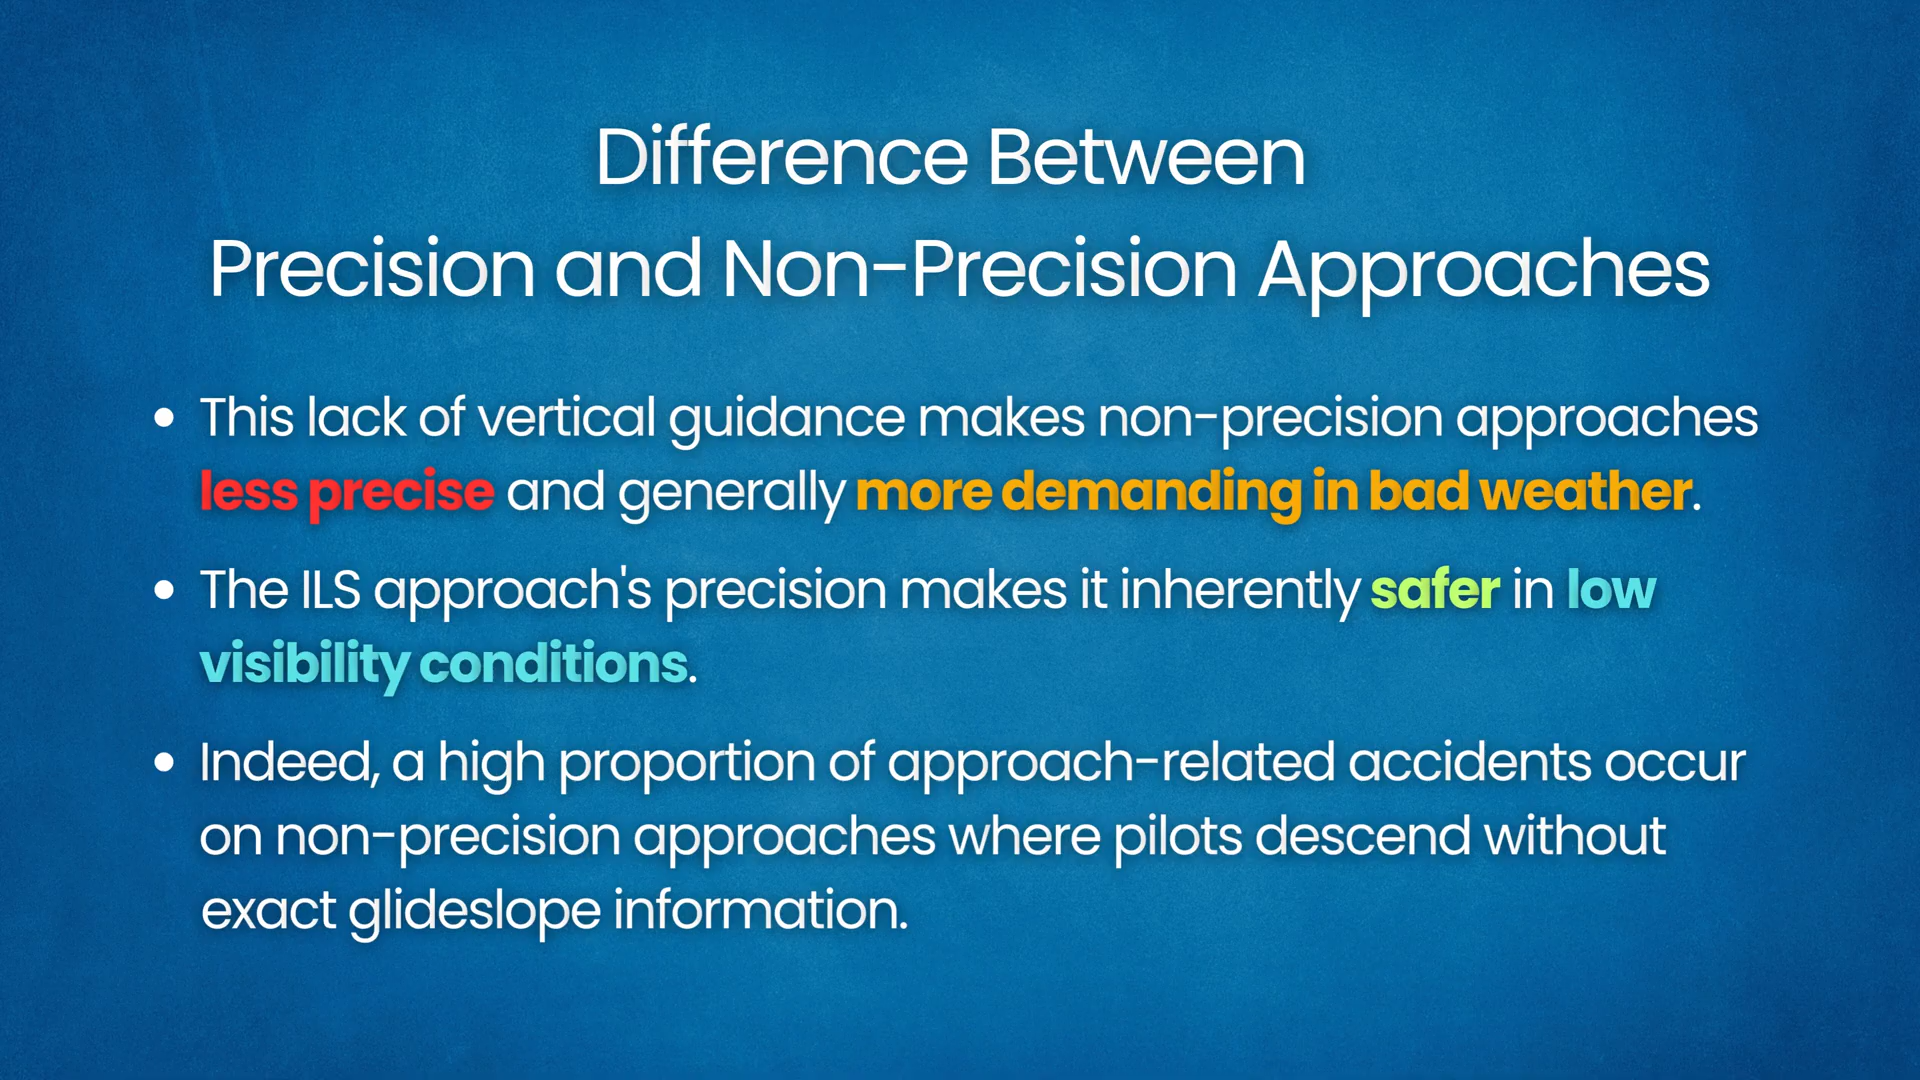 Difference Between
Precision and Non-Precision Approaches
• This lack of vertical guidance makes non-precision approaches
less precise and generally more demanding in bad weather.
• The ILS approach's precision makes it inherently safer in low
visibility conditions.
• Indeed, a high proportion of approach-related accidents occur
on non-precision approaches where pilots descend without
exact glideslope information.